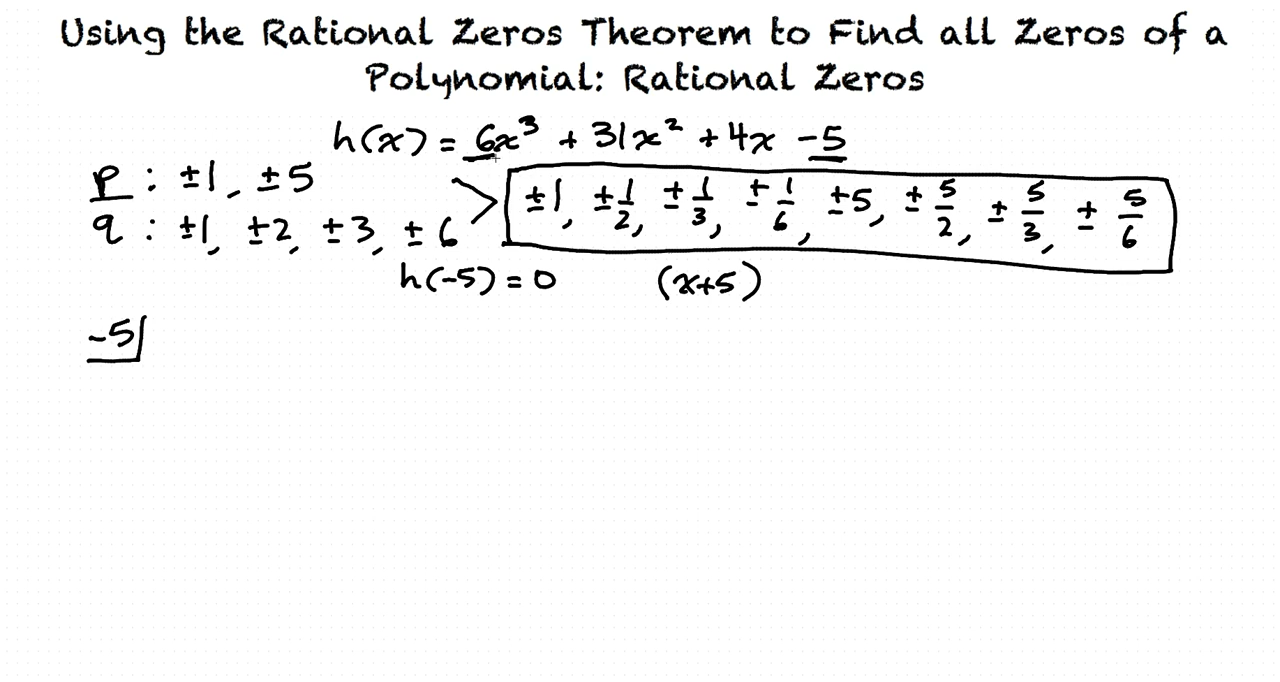 Using the Rational Zeros Theorem to Find all Zeros of a
Polynomial: Rational Zeros
h(x) = 6x³ + 31x² + 4x - 5
p : ±1, ±5
q : ±1, ±2, ±3, ±6
±1, ±1/2, ±1/3, ±1/6, ±5, ±5/2, ±5/3, ±5/6
h(-5) = 0 (x+5)
-5